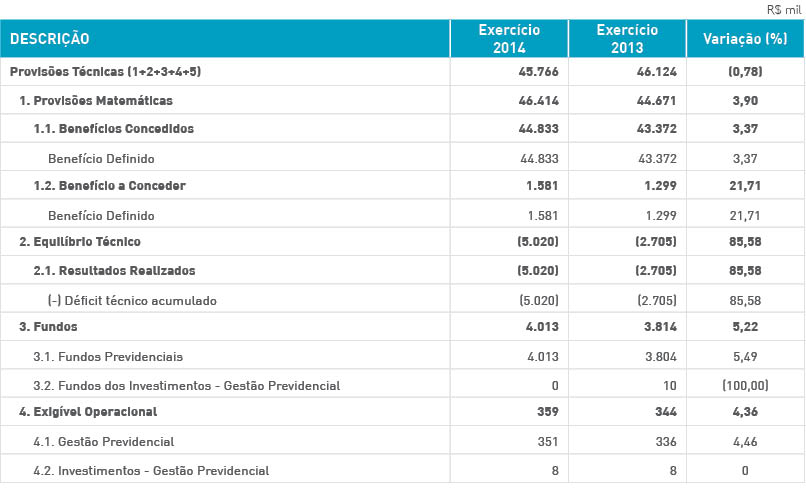 R$ mil
DESCRIÇÃO Exercício 2014 Exercício 2013 Variação (%)
Provisões Técnicas (1+2+3+4+5) 45.766 46.124 (0,78)
1. Provisões Matemáticas 46.414 44.671 3,90
1.1. Benefícios Concedidos 44.833 43.372 3,37
Benefício Definido 44.833 43.372 3,37
1.2. Benefício a Conceder 1.581 1.299 21,71
Benefício Definido 1.581 1.299 21,71
2. Equilíbrio Técnico (5.020) (2.705) 85,58
2.1. Resultados Realizados (5.020) (2.705) 85,58
(-) Déficit técnico acumulado (5.020) (2.705) 85,58
3. Fundos 4.013 3.814 5,22
3.1. Fundos Previdenciais 4.013 3.804 5,49
3.2. Fundos dos Investimentos - Gestão Previdencial 0 10 (100,00)
4. Exigível Operacional 359 344 4,36
4.1. Gestão Previdencial 351 336 4,46
4.2. Investimentos - Gestão Previdencial 8 8 0